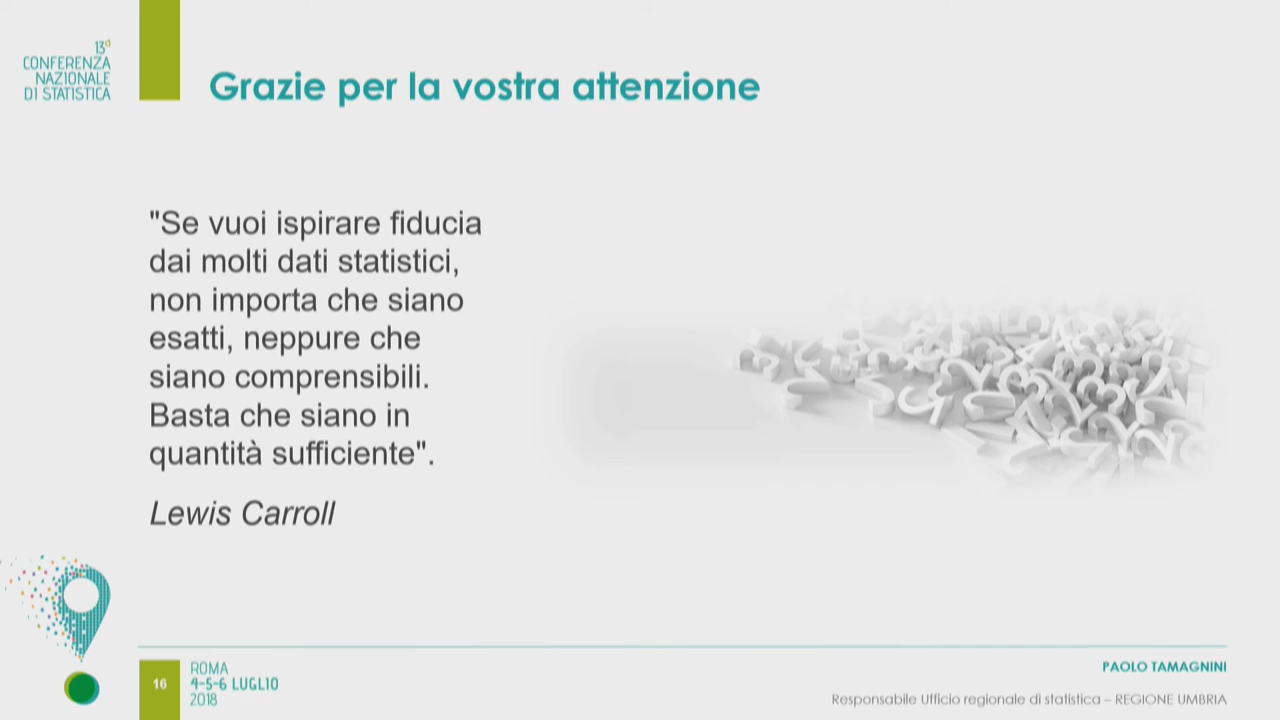 13a
CONFERENZA
NAZIONALE
DI STATISTICA
Grazie per la vostra attenzione
"Se vuoi ispirare fiducia
dai molti dati statistici,
non importa che siano
esatti, neppure che
siano comprensibili.
Basta che siano in
quantità sufficiente".
Lewis Carroll
16
ROMA
4-5-6 LUGLIO
2018
PAOLO TAMAGNINI
Responsabile Ufficio regionale di statistica – REGIONE UMBRIA